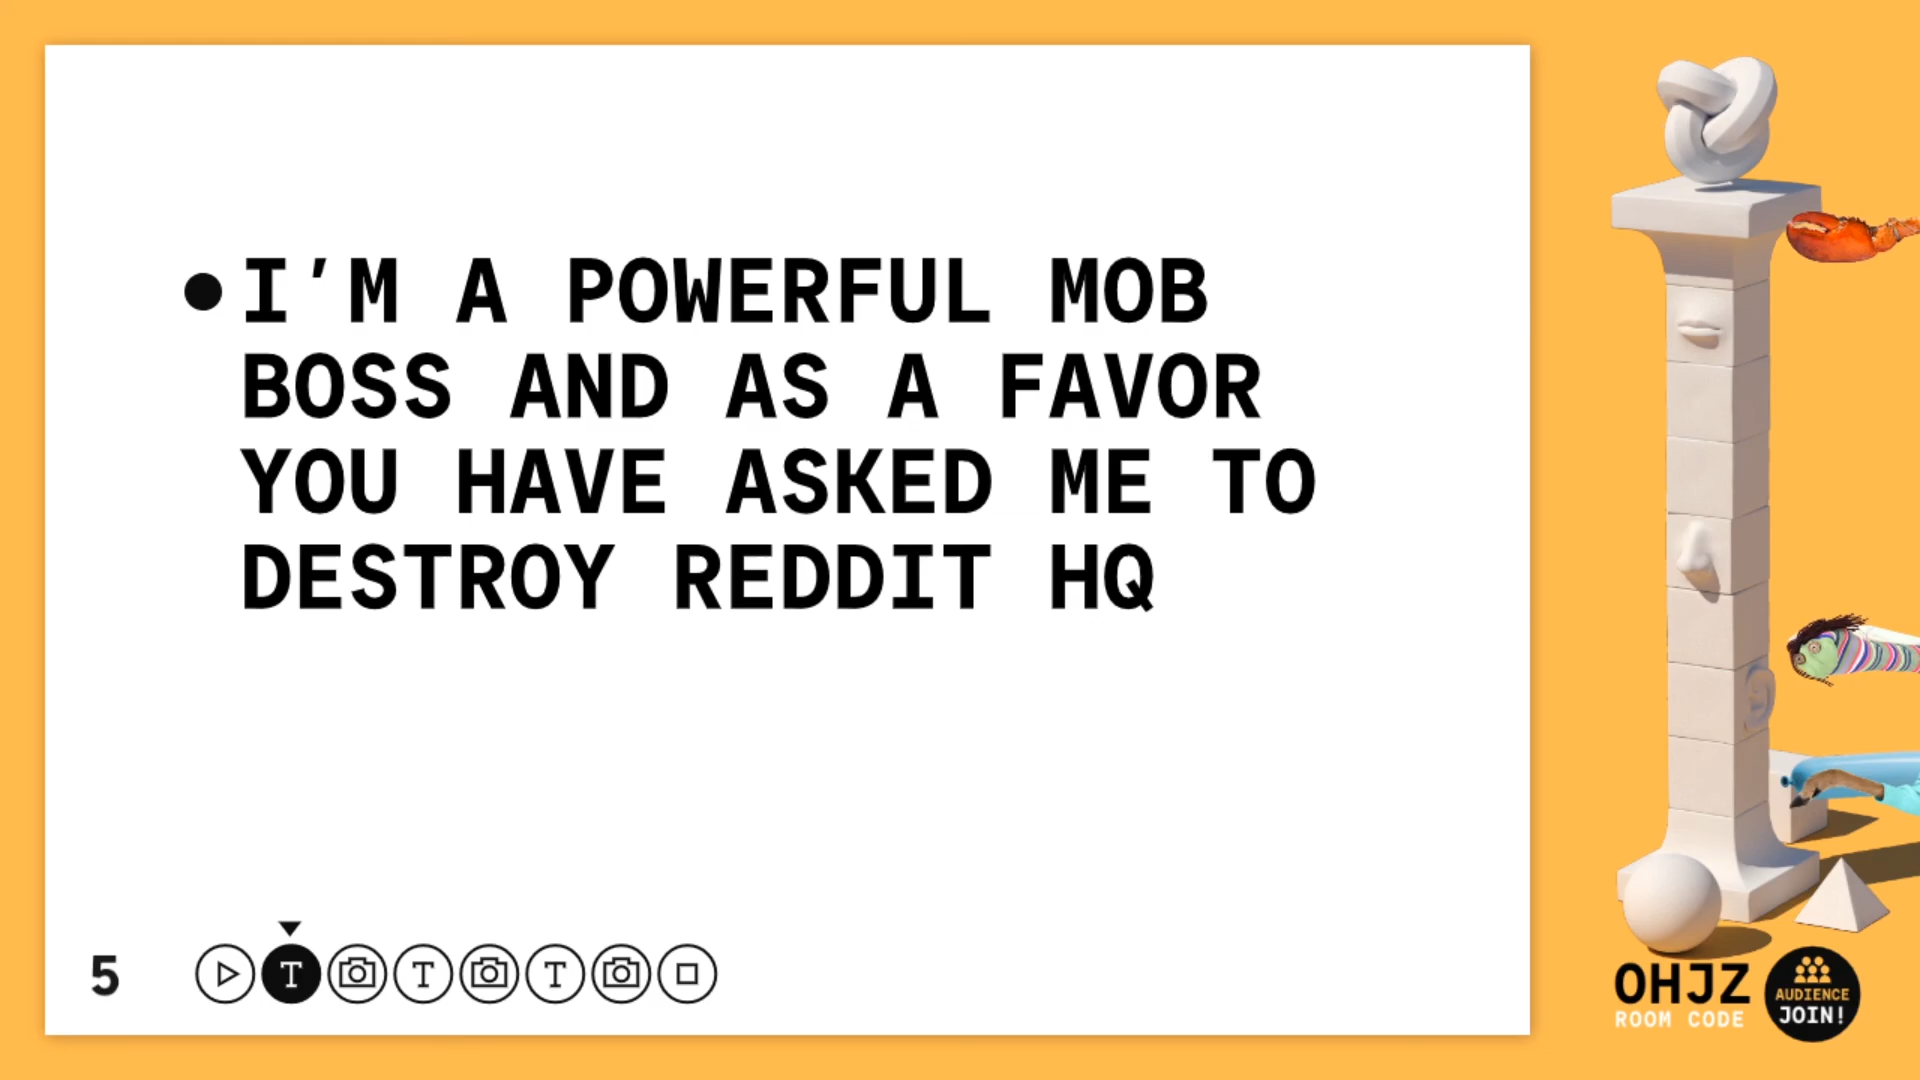 I'M A POWERFUL MOB
BOSS AND AS A FAVOR
YOU HAVE ASKED ME TO
DESTROY REDDIT HQ
5
T T T
OHJZ
ROOM CODE
AUDIENCE
JOIN!